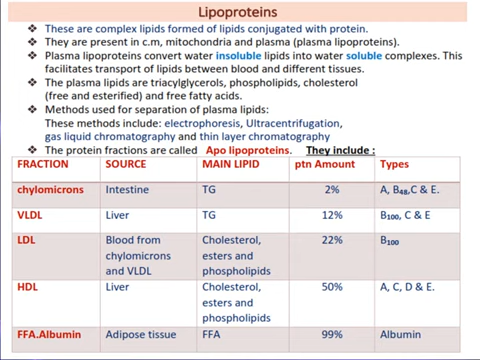 Lipoproteins
❖ These are complex lipids formed of lipids conjugated with protein.
❖ They are present in c.m, mitochondria and plasma (plasma lipoproteins).
❖ Plasma lipoproteins convert water insoluble lipids into water soluble complexes. This
facilitates transport of lipids between blood and different tissues.
❖ The plasma lipids are triacylglycerols, phospholipids, cholesterol
(free and esterified) and free fatty acids.
❖ Methods used for separation of plasma lipids:
These methods include: electrophoresis, Ultracentrifugation,
gas liquid chromatography and thin layer chromatography
❖ The protein fractions are called Apo lipoproteins. They include :
FRACTION SOURCE MAIN LIPID ptn Amount Types
chylomicrons Intestine TG 2% A, B48,C & E.
VLDL Liver TG 12% B100, C & E
LDL Blood from Cholesterol, 22% B100
chylomicrons esters and
and VLDL phospholipids
HDL Liver Cholesterol, 50% A, C, D & E.
esters and
phospholipids
FFA.Albumin Adipose tissue FFA 99% Albumin